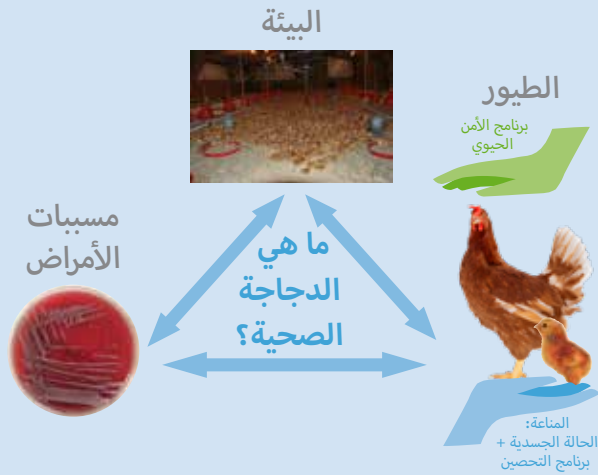 البيئة
الطيور
برنامج الأمن
الحيوي
مسببات
الأمراض
ما هي
الدجاجة
الصحية؟
المناعة:
الحالة الجسدية +
برنامج التحصين